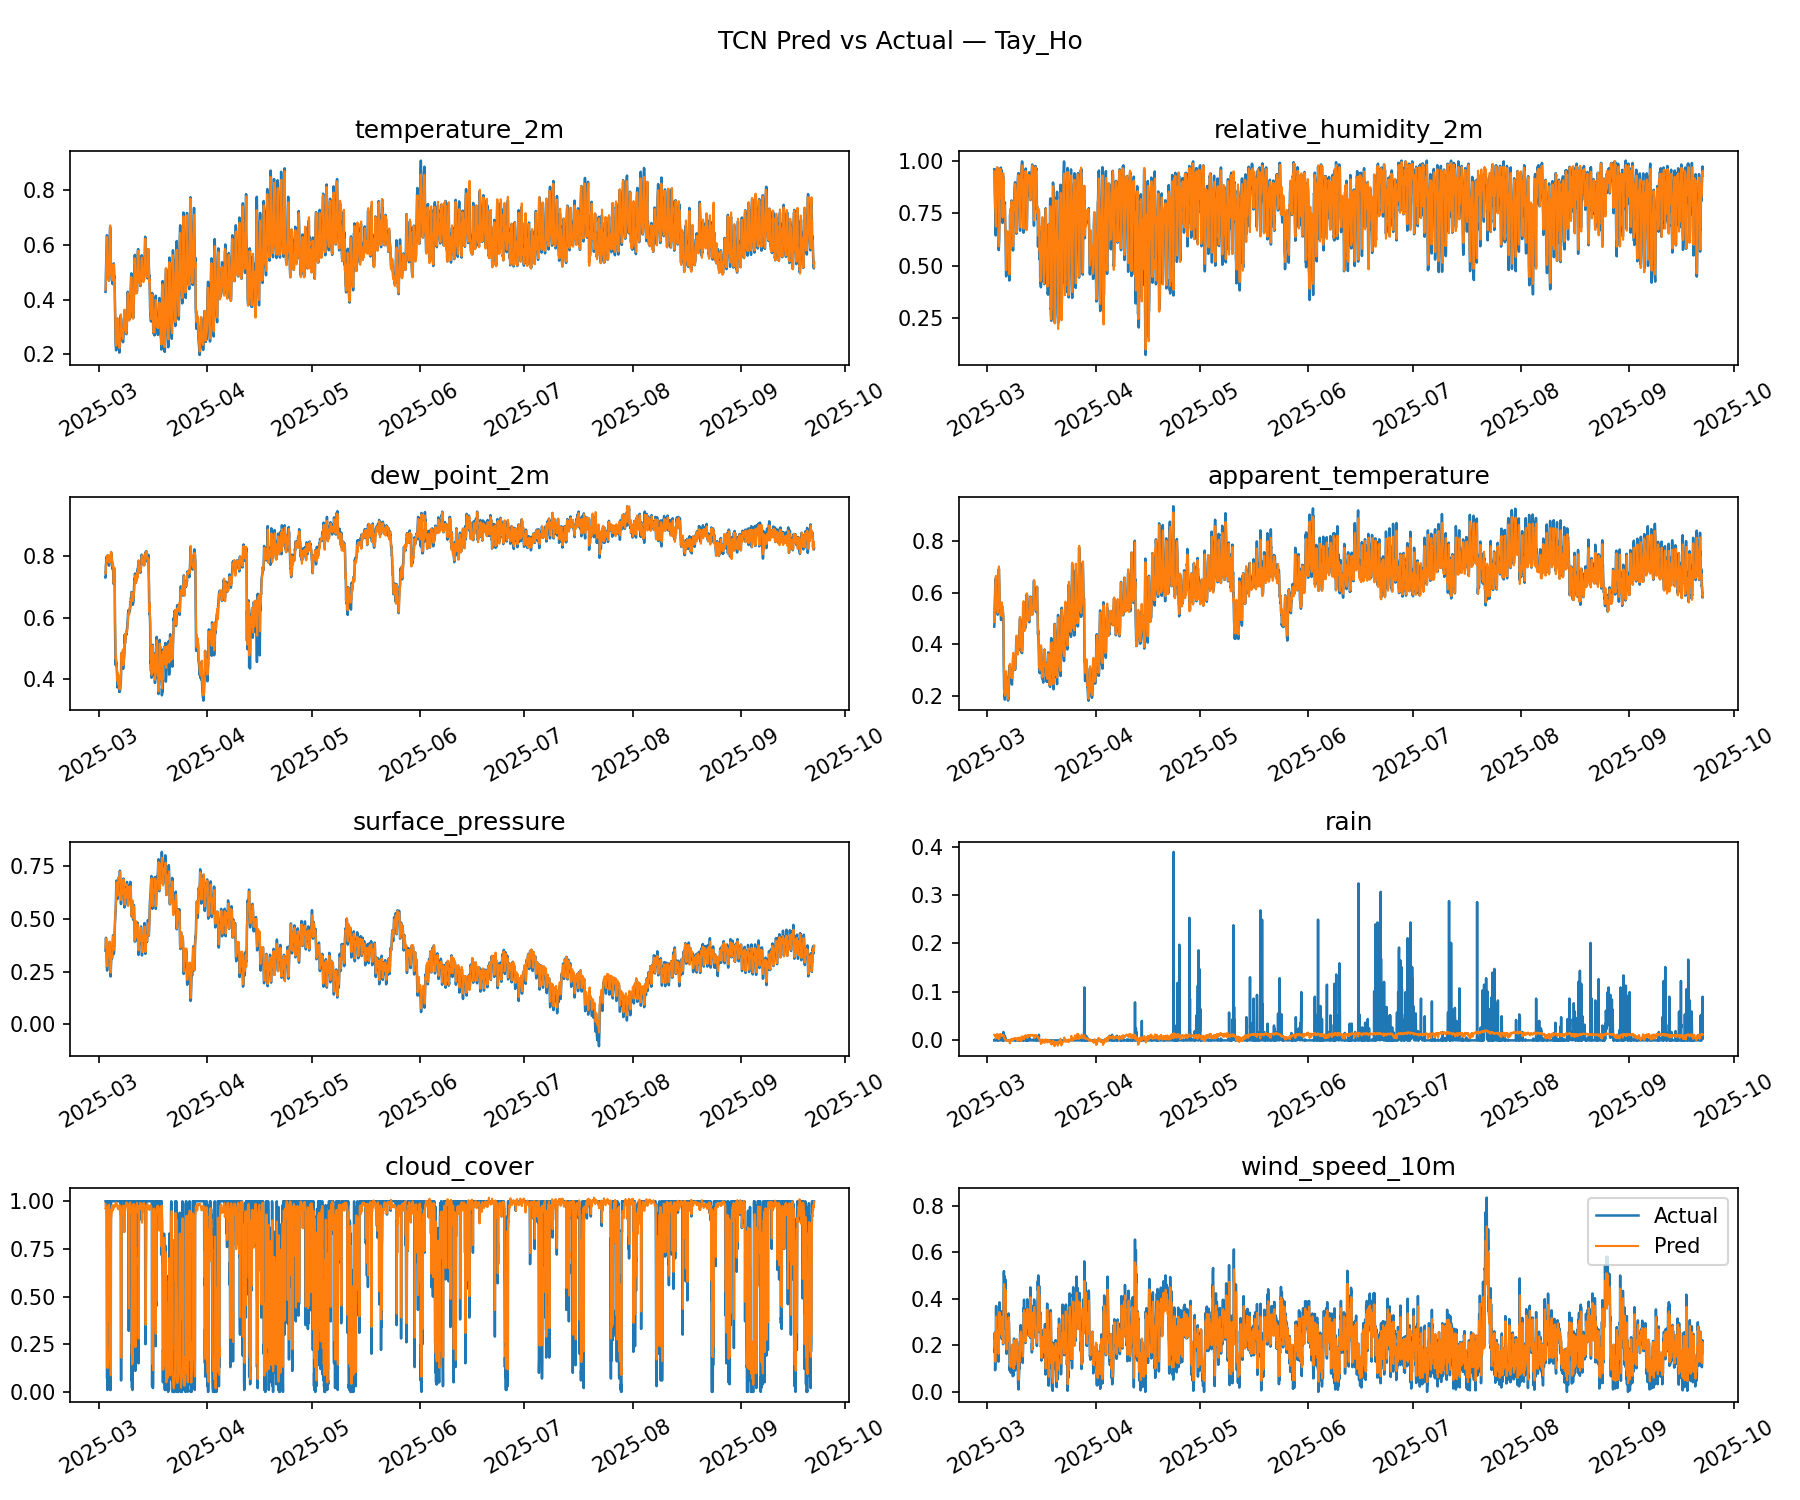 TCN Pred vs Actual — Tay_Ho
temperature_2m
0.8
0.6
0.4
0.2
2025-03 2025-04 2025-05 2025-06 2025-07 2025-08 2025-09 2025-10
relative_humidity_2m
1.00
0.75
0.50
0.25
2025-03 2025-04 2025-05 2025-06 2025-07 2025-08 2025-09 2025-10
dew_point_2m
0.8
0.6
0.4
2025-03 2025-04 2025-05 2025-06 2025-07 2025-08 2025-09 2025-10
apparent_temperature
0.8
0.6
0.4
0.2
2025-03 2025-04 2025-05 2025-06 2025-07 2025-08 2025-09 2025-10
surface_pressure
0.75
0.50
0.25
0.00
2025-03 2025-04 2025-05 2025-06 2025-07 2025-08 2025-09 2025-10
rain
0.4
0.3
0.2
0.1
0.0
2025-03 2025-04 2025-05 2025-06 2025-07 2025-08 2025-09 2025-10
cloud_cover
1.00
0.75
0.50
0.25
0.00
2025-03 2025-04 2025-05 2025-06 2025-07 2025-08 2025-09 2025-10
wind_speed_10m
0.8
0.6
0.4
0.2
0.0
Actual
Pred
2025-03 2025-04 2025-05 2025-06 2025-07 2025-08 2025-09 2025-10